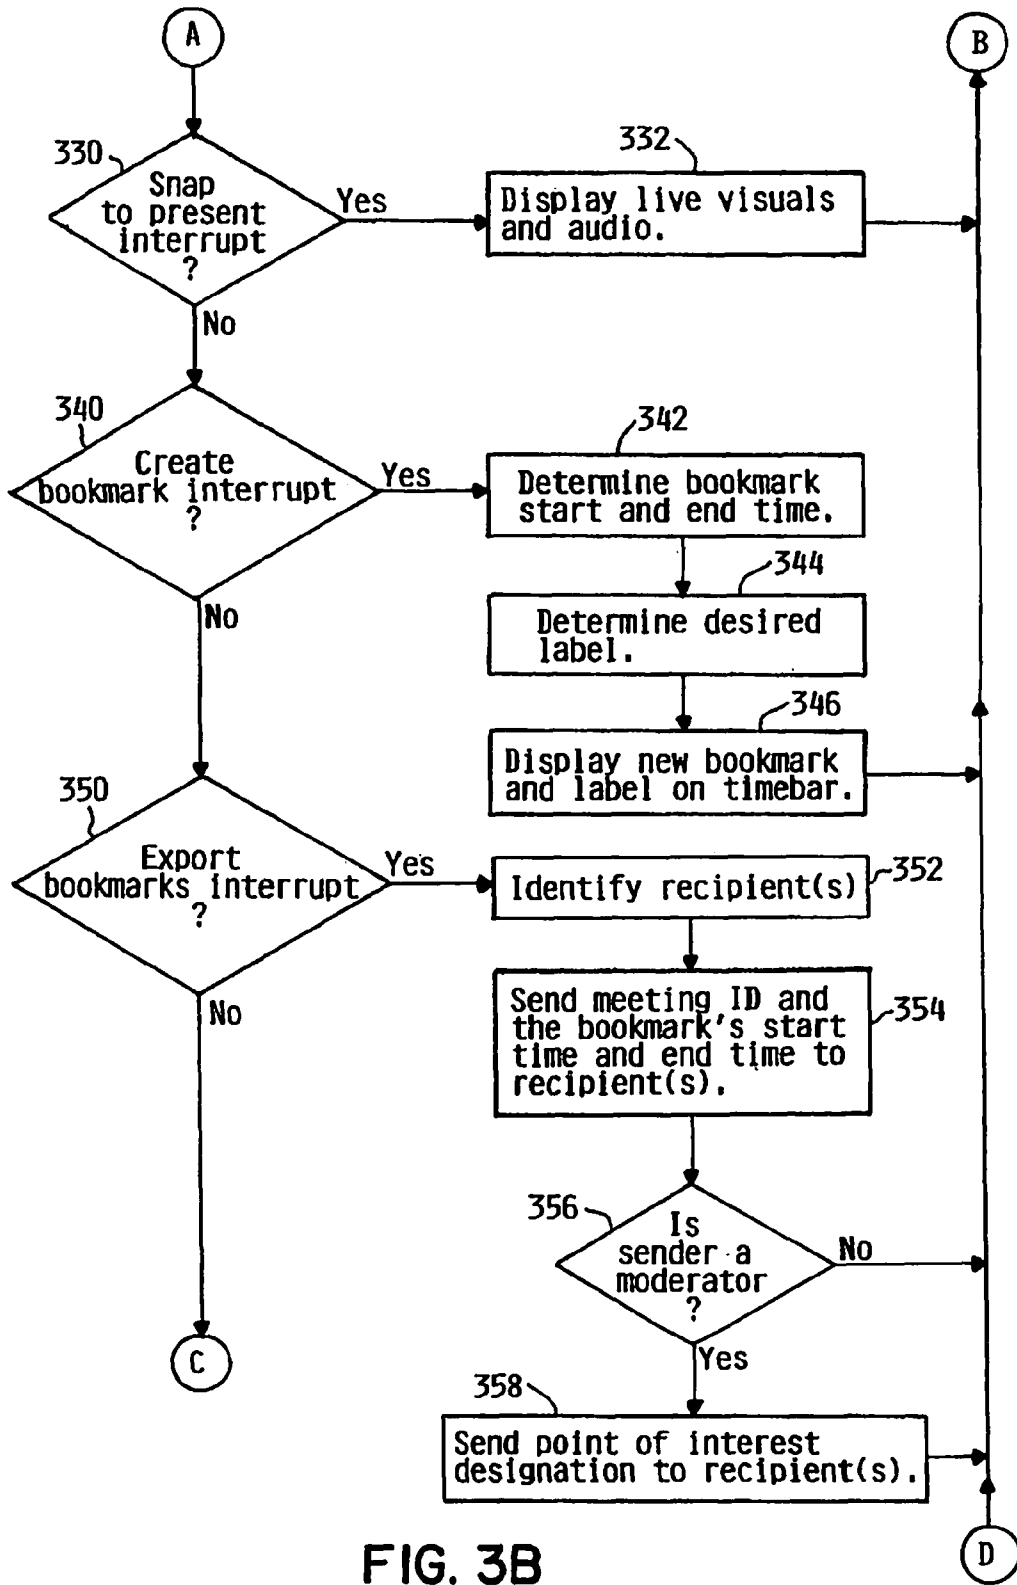 A
B
330
Snap
to present
interrupt
?
Yes
No
332
Display live visuals
and audio.
340
Create
bookmark interrupt
?
Yes
No
342
Determine bookmark
start and end time.
344
Determine desired
label.
346
Display new bookmark
and label on timebar.
350
Export
bookmarks interrupt
?
Yes
No
352
Identify recipient(s)
354
Send meeting ID and
the bookmark's start
time and end time to
recipient(s).
356
Is
sender a
moderator
?
No
Yes
C
358
Send point of interest
designation to recipient(s).
D
FIG. 3B